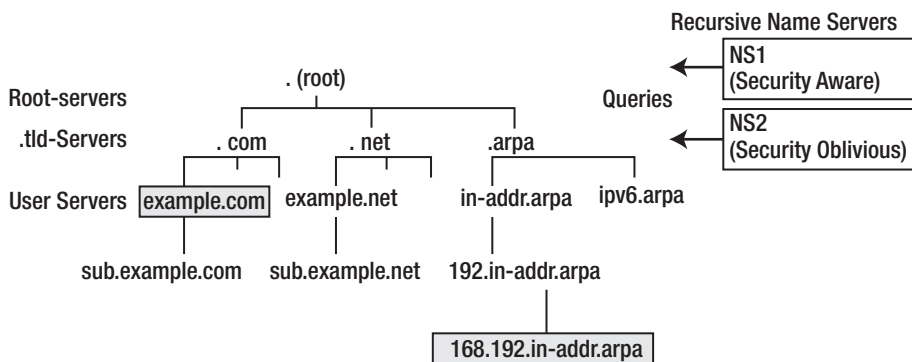 Recursive Name Servers
NS1
(Security Aware)
. (root)
Root-servers
Queries
.tld-Servers
. com
. net
.arpa
NS2
(Security Oblivious)
User Servers
example.com
example.net
in-addr.arpa
ipv6.arpa
sub.example.com
sub.example.net
192.in-addr.arpa
168.192.in-addr.arpa